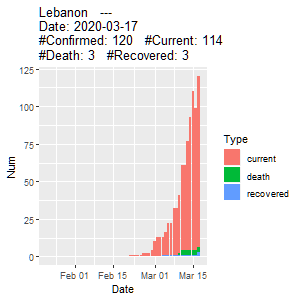 Lebanon   ---
Date: 2020-03-17
#Confirmed: 120   #Current: 114
#Death: 3   #Recovered: 3
125
100
75
50
25
0
Num
Feb 01
Feb 15
Mar 01
Mar 15
Date
Type
current
death
recovered